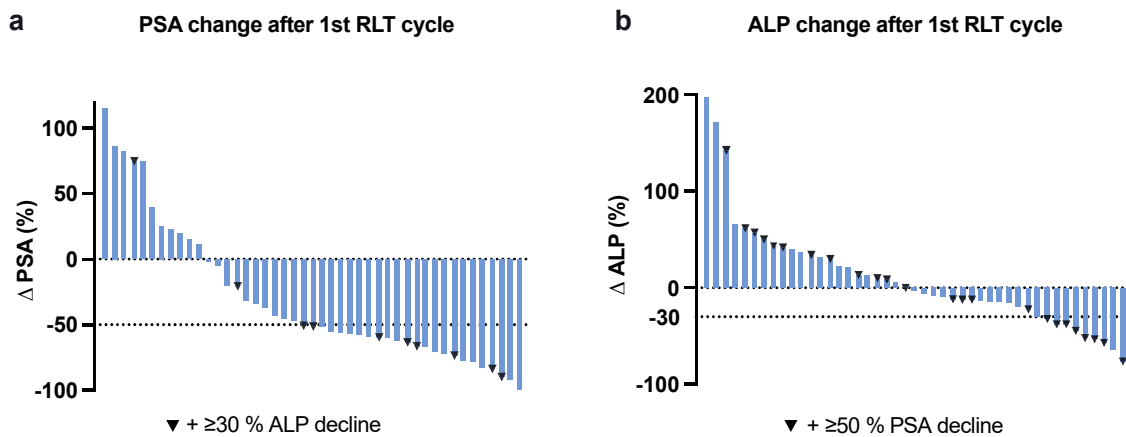 a
PSA change after 1st RLT cycle
Δ PSA (%)
100
50
0
-50
-100
▼ + ≥30 % ALP decline
b
ALP change after 1st RLT cycle
Δ ALP (%)
200
100
0
-30
-100
▼ + ≥50 % PSA decline